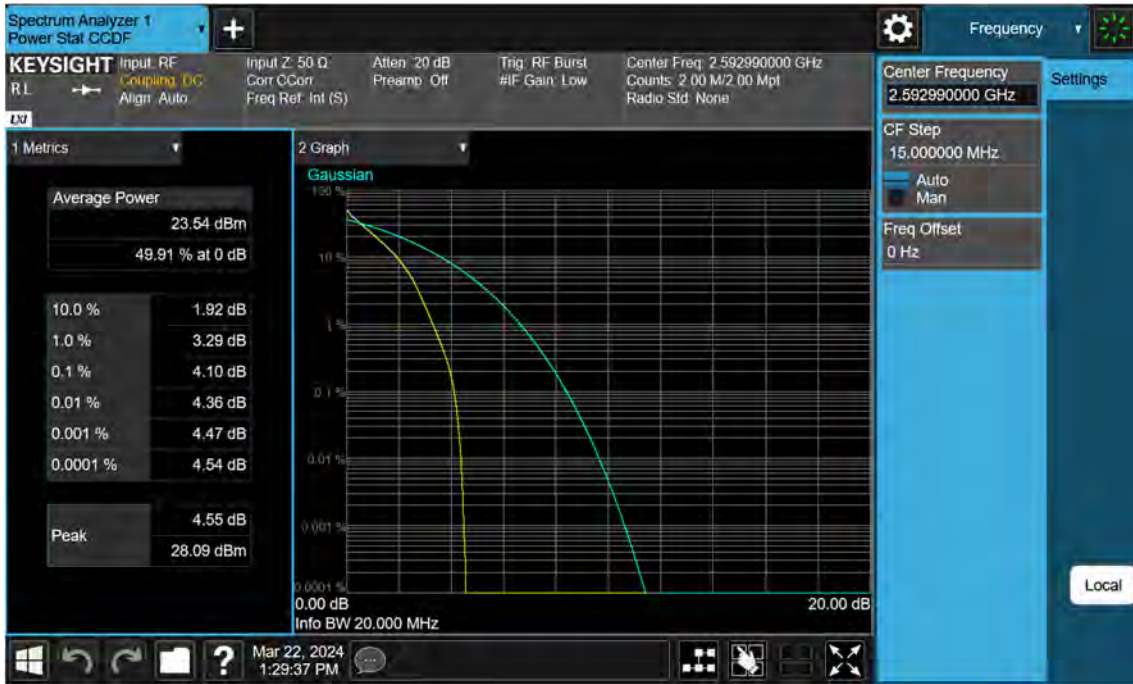 Spectrum Analyzer 1
Power Stat CCDF
+
Frequency
KEYSIGHT
RL
LXI
Input: RF
Coupling: DC
Align: Auto
Input Z: 50 Ω
Corr CCorr
Freq Ref: Int (S)
Atten: 20 dB
Preamp: Off
Trig: RF Burst
#IF Gain: Low
Center Freq: 2.592990000 GHz
Counts: 2.00 M/2.00 Mpt
Radio Std: None
Center Frequency
2.592990000 GHz
Settings
CF Step
15.000000 MHz
Auto
Man
Freq Offset
0 Hz
Local
1 Metrics
Average Power
23.54 dBm
49.91 % at 0 dB
10.0 % 1.92 dB
1.0 % 3.29 dB
0.1 % 4.10 dB
0.01 % 4.36 dB
0.001 % 4.47 dB
0.0001 % 4.54 dB
Peak
4.55 dB
28.09 dBm
2 Graph
Gaussian
100 %
10 %
1 %
0.1 %
0.01 %
0.001 %
0.0001 %
0.00 dB 20.00 dB
Info BW 20.000 MHz
?
Mar 22, 2024
1:29:37 PM